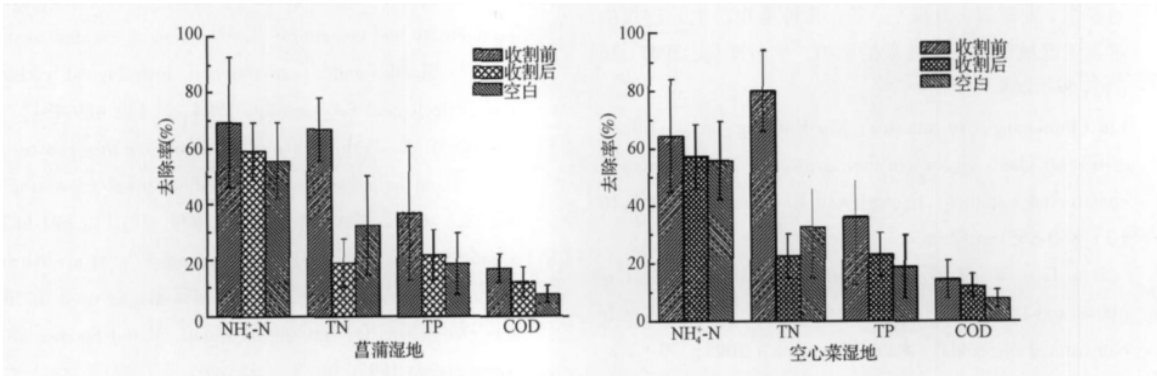 100
80
60
40
20
0
去除率(%)
收割前
收割后
空白
NH₄⁺-N
TN
TP
COD
菖蒲湿地
100
80
60
40
20
0
去除率(%)
收割前
收割后
空白
NH₄⁺-N
TN
TP
COD
空心菜湿地